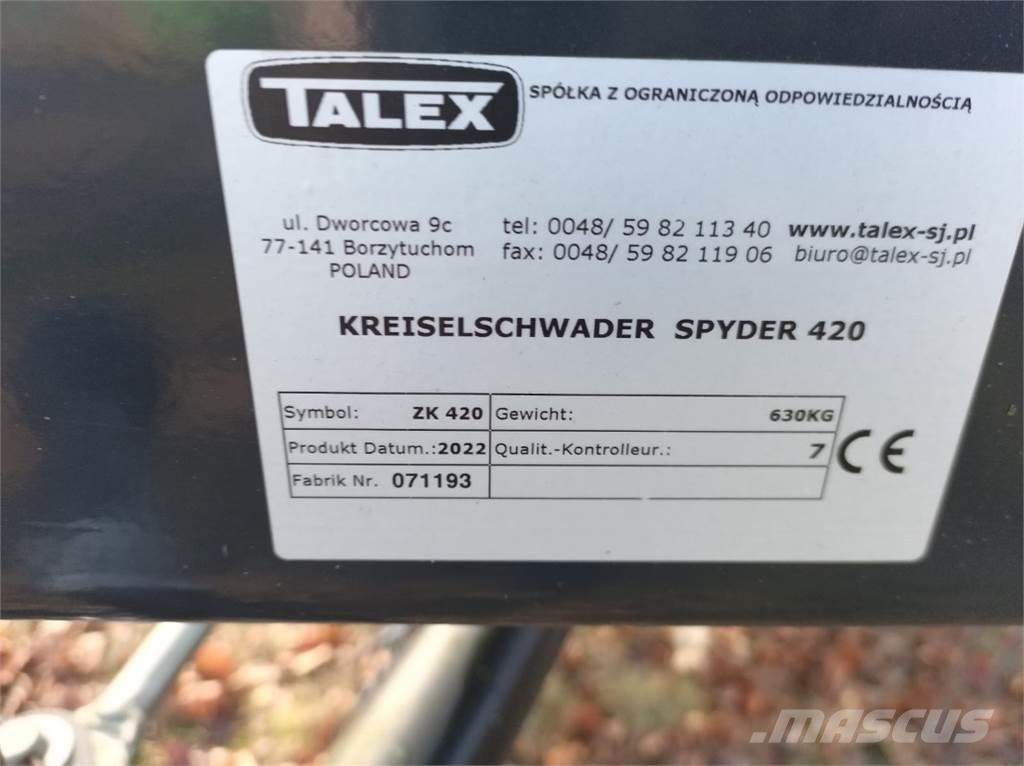 TALEX
SPÓŁKA Z OGRANICZONĄ ODPOWIEDZIALNOŚCIĄ
ul. Dworcowa 9c
77-141 Borzytuchom
POLAND
tel: 0048/ 59 82 113 40
fax: 0048/ 59 82 119 06
www.talex-sj.pl
biuro@talex-sj.pl
KREISELSCHWADER SPYDER 420
Symbol: ZK 420 Gewicht: 630KG
Produkt Datum.:2022 Qualit.-Kontrolleur.: 7
Fabrik Nr. 071193
CE
MASCUS